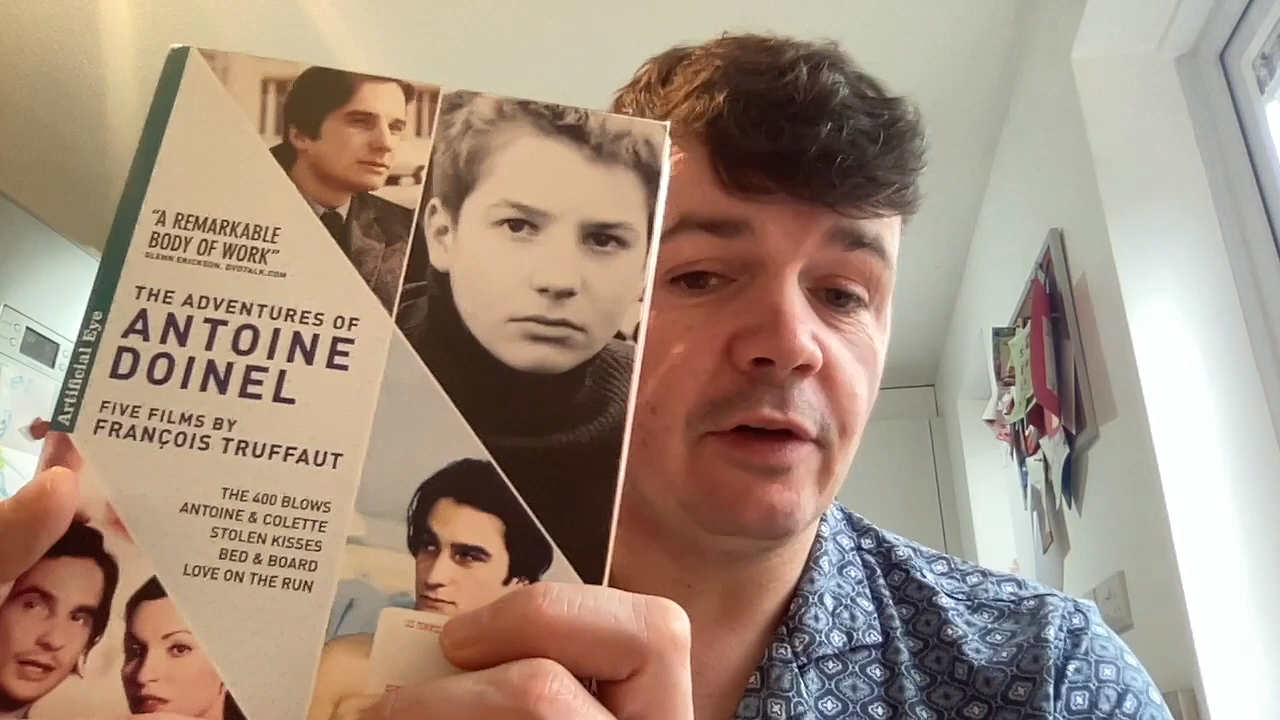 "A REMARKABLE
BODY OF WORK"
GLENN ERICKSON, DVDTALK.COM
THE ADVENTURES OF
ANTOINE
DOINEL
FIVE FILMS BY
FRANÇOIS TRUFFAUT
THE 400 BLOWS
ANTOINE & COLETTE
STOLEN KISSES
BED & BOARD
LOVE ON THE RUN
Artificial Eye